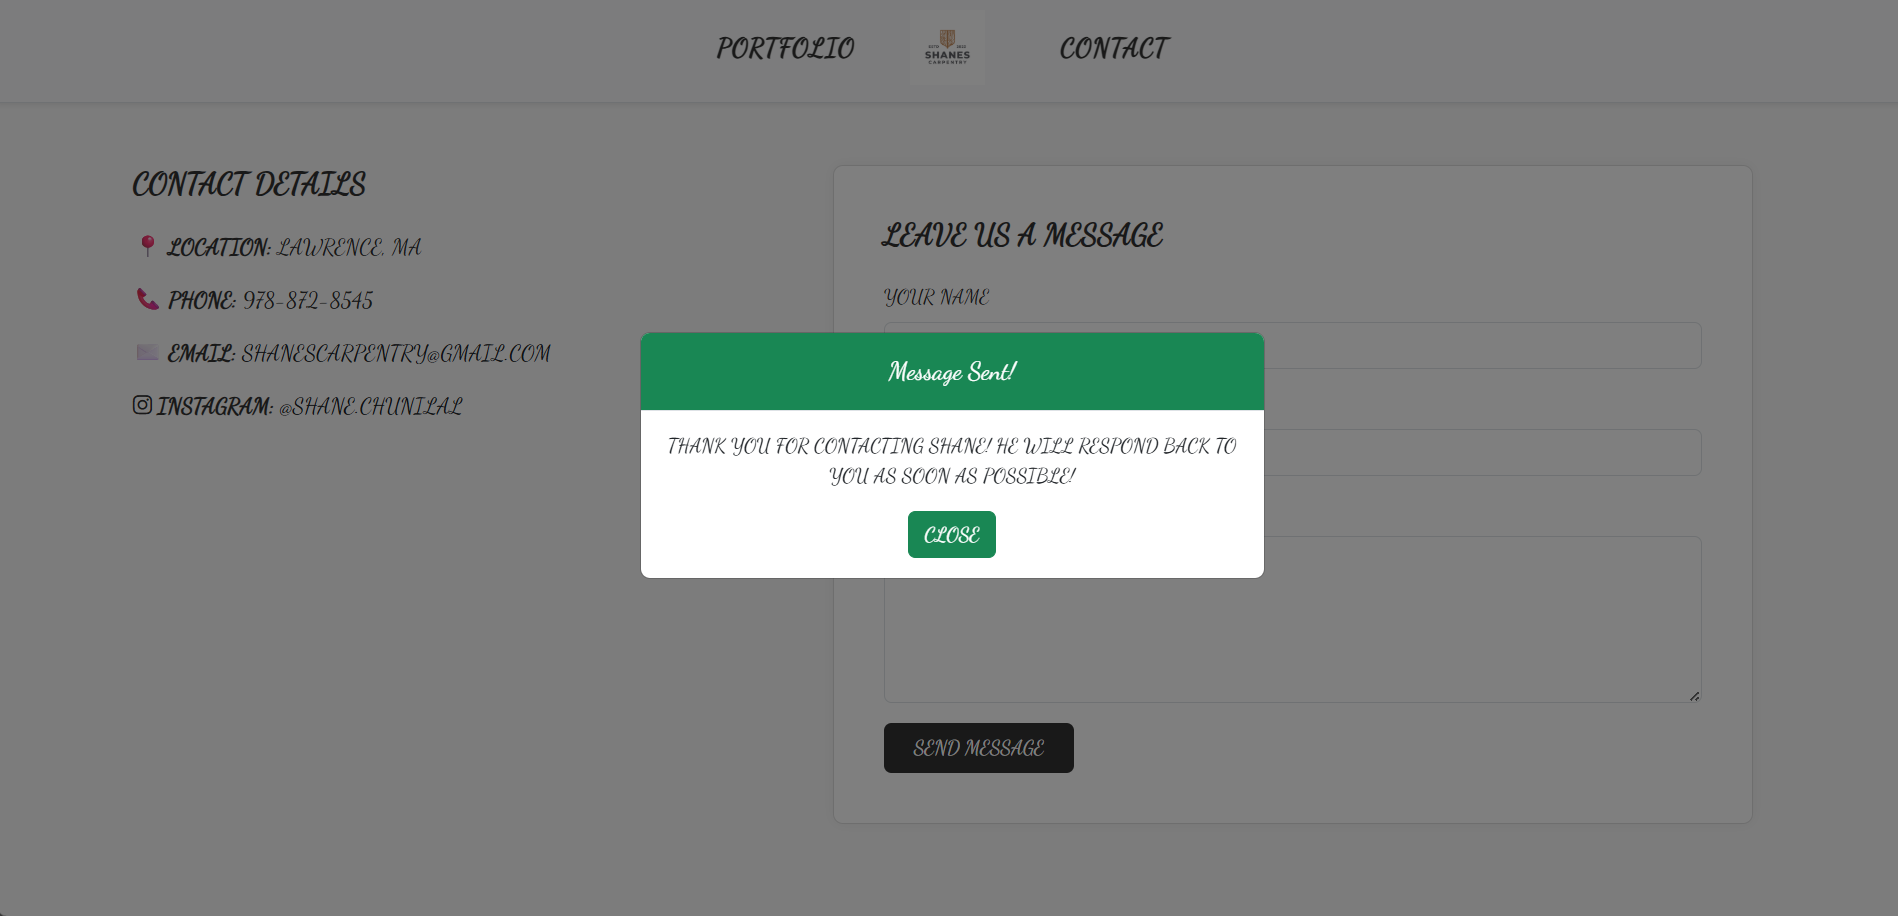 PORTFOLIO
SHANES
CARPENTRY
CONTACT
CONTACT DETAILS
LOCATION: LAWRENCE, MA
PHONE: 978-872-8545
EMAIL: SHANESCARPENTRY@GMAIL.COM
INSTAGRAM: @SHANE.CHUNILAL
LEAVE US A MESSAGE
YOUR NAME
Message Sent!
THANK YOU FOR CONTACTING SHANE! HE WILL RESPOND BACK TO
YOU AS SOON AS POSSIBLE!
CLOSE
SEND MESSAGE